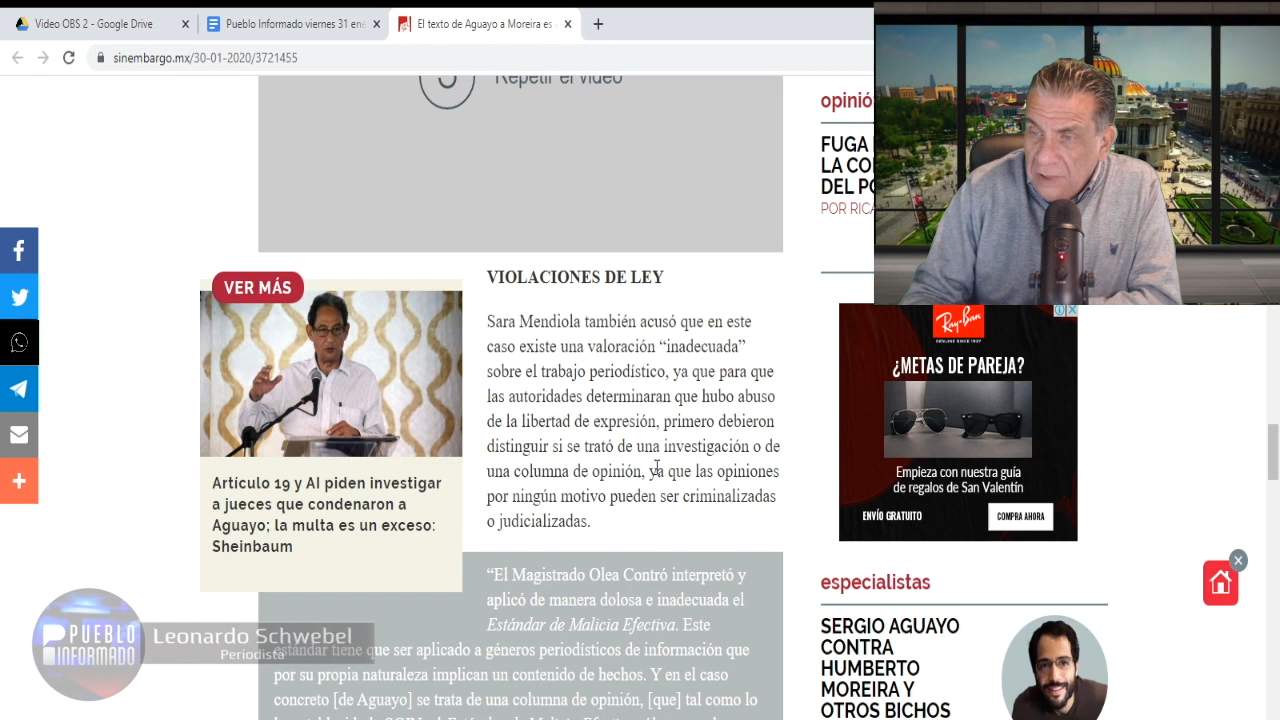 Video OBS 2 - Google Drive
Pueblo Informado viernes 31 ene
El texto de Aguayo a Moreira es
sinembargo.mx/30-01-2020/3721455
Repetir el video
opinió
FUGA
LA CO
DEL PO
POR RICA
VER MÁS
Artículo 19 y AI piden investigar
a jueces que condenaron a
Aguayo; la multa es un exceso:
Sheinbaum
VIOLACIONES DE LEY
Sara Mendiola también acusó que en este
caso existe una valoración “inadecuada”
sobre el trabajo periodístico, ya que para que
las autoridades determinaran que hubo abuso
de la libertad de expresión, primero debieron
distinguir si se trató de una investigación o de
una columna de opinión, ya que las opiniones
por ningún motivo pueden ser criminalizadas
o judicializadas.
“El Magistrado Olea Contró interpretó y
aplicó de manera dolosa e inadecuada el
Estándar de Malicia Efectiva. Este
estándar tiene que ser aplicado a géneros periodísticos de información que
por su propia naturaleza implican un contenido de hechos. Y en el caso
concreto [de Aguayo] se trata de una columna de opinión, [que] tal como lo
Ray-Ban
GENUINE SINCE 1937
¿METAS DE PAREJA?
Empieza con nuestra guía
de regalos de San Valentín
ENVÍO GRATUITO
COMPRA AHORA
especialistas
SERGIO AGUAYO
CONTRA
HUMBERTO
MOREIRA Y
OTROS BICHOS
PUEBLO
INFORMADO
Leonardo Schwebel
Periodista